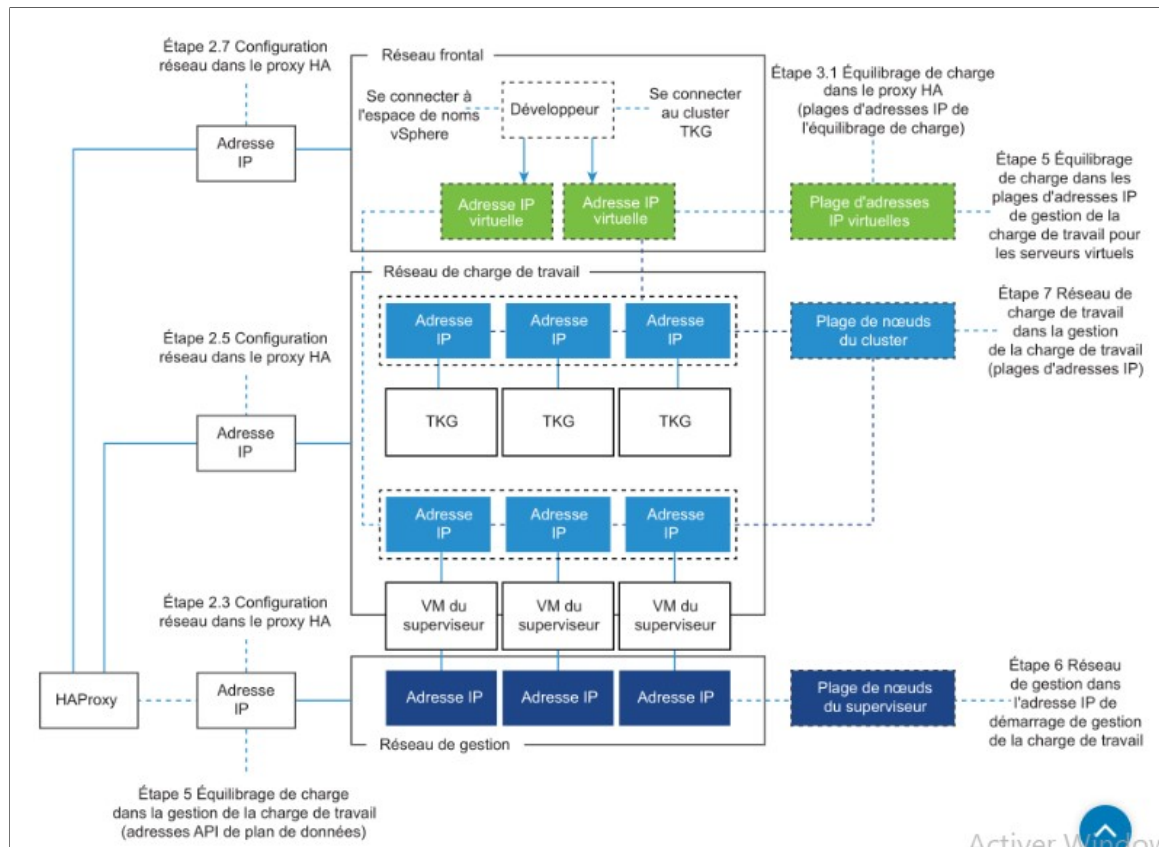 Étape 2.7 Configuration
réseau dans le proxy HA
Adresse
IP
Réseau frontal
Se connecter à
l'espace de noms
vSphere
Développeur
Se connecter
au cluster
TKG
Adresse IP
virtuelle
Adresse IP
virtuelle
Étape 3.1 Équilibrage de charge
dans le proxy HA
(plages d'adresses IP de
l'équilibrage de charge)
Plage d'adresses
IP virtuelles
Étape 5 Équilibrage
de charge dans les
plages d'adresses IP
de gestion de la
charge de travail pour
les serveurs virtuels
Réseau de charge de travail
Adresse
IP
Adresse
IP
Adresse
IP
Plage de nœuds
du cluster
Étape 7 Réseau de
charge de travail
dans la gestion
de la charge de travail
(plages d'adresses IP)
Étape 2.5 Configuration
réseau dans le proxy HA
Adresse
IP
TKG
TKG
TKG
Adresse
IP
Adresse
IP
Adresse
IP
VM du
superviseur
VM du
superviseur
VM du
superviseur
Étape 2.3 Configuration
réseau dans le proxy HA
HAProxy
Adresse
IP
Adresse IP
Adresse IP
Adresse IP
Réseau de gestion
Plage de nœuds
du superviseur
Étape 6 Réseau
de gestion dans
l'adresse IP de
démarrage de gestion
de la charge de travail
Étape 5 Équilibrage de charge
dans la gestion de la charge de travail
(adresses API de plan de données)
Activer Window